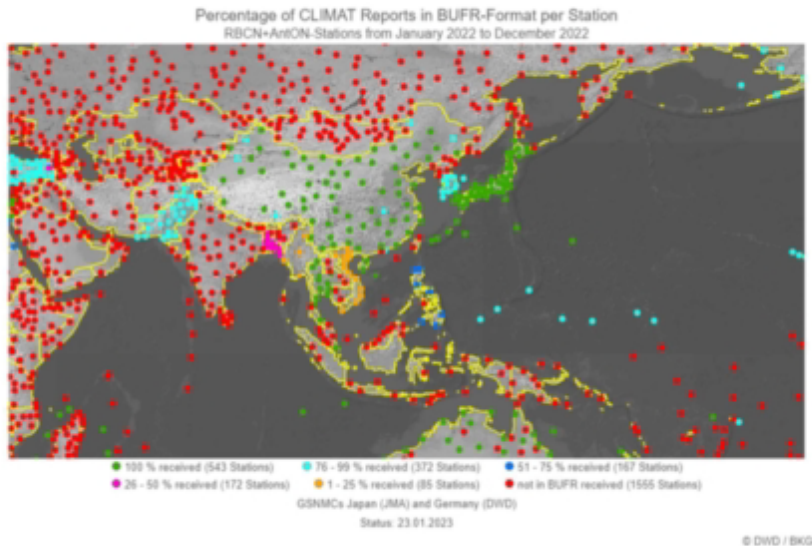 Percentage of CLIMAT Reports in BUFR-Format per Station
RBCN+AntON-Stations from January 2022 to December 2022
100 % received (543 Stations) 76 - 99 % received (372 Stations) 51 - 75 % received (167 Stations)
26 - 50 % received (172 Stations) 1 - 25 % received (85 Stations) not in BUFR received (1555 Stations)
GSNMCs Japan (JMA) and Germany (DWD)
Status: 23.01.2023
© DWD / BKG